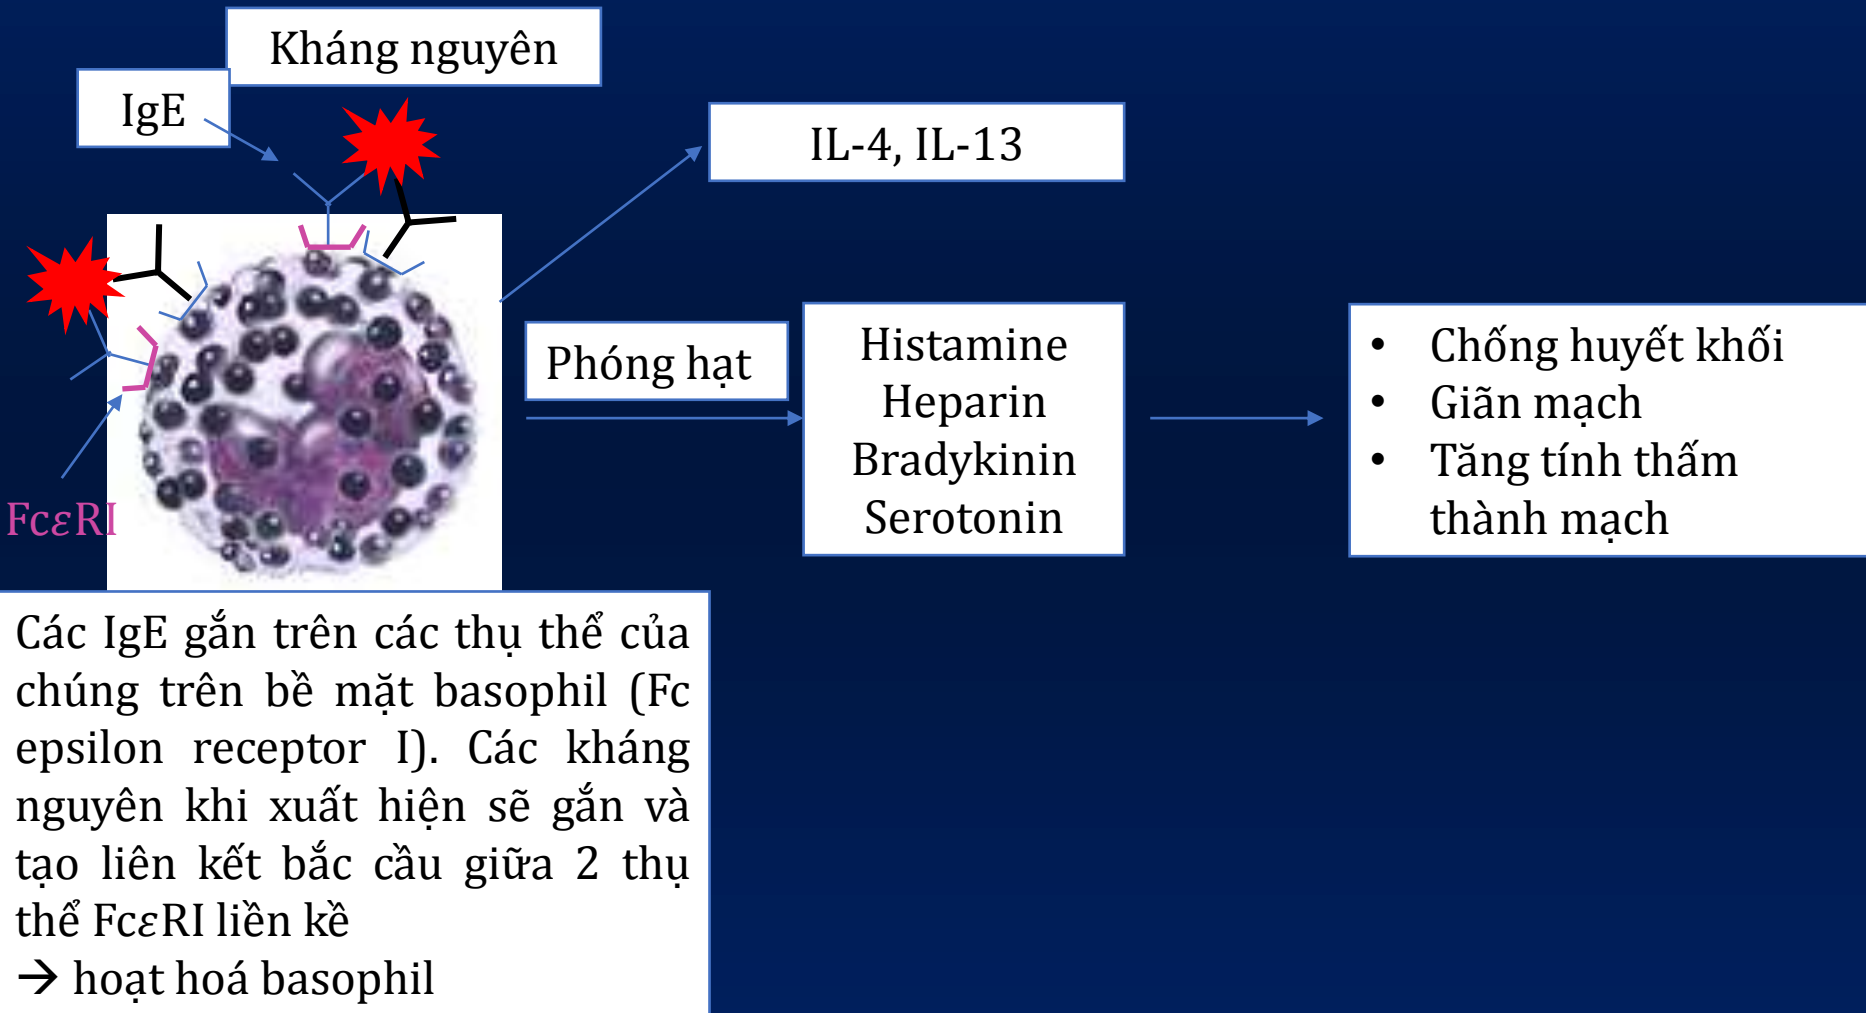 Kháng nguyên
IgE
IL-4, IL-13
Phóng hạt
Histamine
Heparin
Bradykinin
Serotonin
• Chống huyết khối
• Giãn mạch
• Tăng tính thấm
thành mạch
Fc𝜀RI
Các IgE gắn trên các thụ thể của
chúng trên bề mặt basophil (Fc
epsilon receptor I). Các kháng
nguyên khi xuất hiện sẽ gắn và
tạo liên kết bắc cầu giữa 2 thụ
thể Fc𝜀RI liền kề
→ hoạt hoá basophil